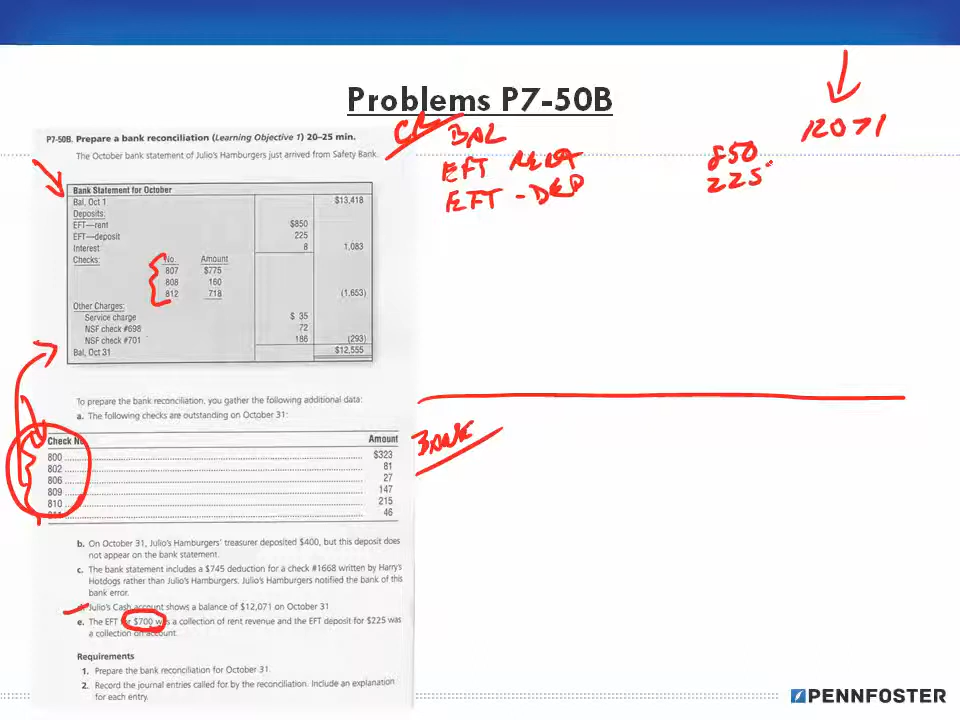 Problems P7-50B
P7-50B. Prepare a bank reconciliation (Learning Objective 1) 20–25 min.
The October bank statement of Julio's Hamburgers just arrived from Safety Bank.
CR
BAL 12071
EFT RENT 850
EFT - DEP 225
Bank Statement for October
Bal, Oct 1 $13,418
Deposits:
EFT—rent $850
EFT—deposit 225
Interest 8 1,083
Checks: No. Amount
807 $775
808 160
812 718 (1,653)
Other Charges:
Service charge $ 35
NSF check #698 72
NSF check #701 186 (293)
Bal, Oct 31 $12,555
To prepare the bank reconciliation, you gather the following additional data:
a. The following checks are outstanding on October 31:
BANK
Check No. Amount
800 $323
802 81
806 27
809 147
810 215
811 46
b. On October 31, Julio's Hamburgers' treasurer deposited $400, but this deposit does
not appear on the bank statement.
c. The bank statement includes a $745 deduction for a check #1668 written by Harry's
Hotdogs rather than Julio's Hamburgers. Julio's Hamburgers notified the bank of this
bank error.
d. Julio's Cash account shows a balance of $12,071 on October 31
e. The EFT for $700 was a collection of rent revenue and the EFT deposit for $225 was
a collection on account.
Requirements
1. Prepare the bank reconciliation for October 31.
2. Record the journal entries called for by the reconciliation. Include an explanation
for each entry.
PENNFOSTER